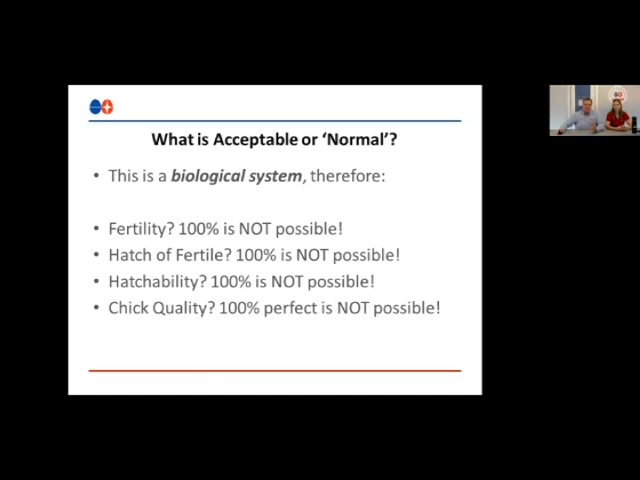 What is Acceptable or ‘Normal’?
• This is a biological system, therefore:
• Fertility? 100% is NOT possible!
• Hatch of Fertile? 100% is NOT possible!
• Hatchability? 100% is NOT possible!
• Chick Quality? 100% perfect is NOT possible!